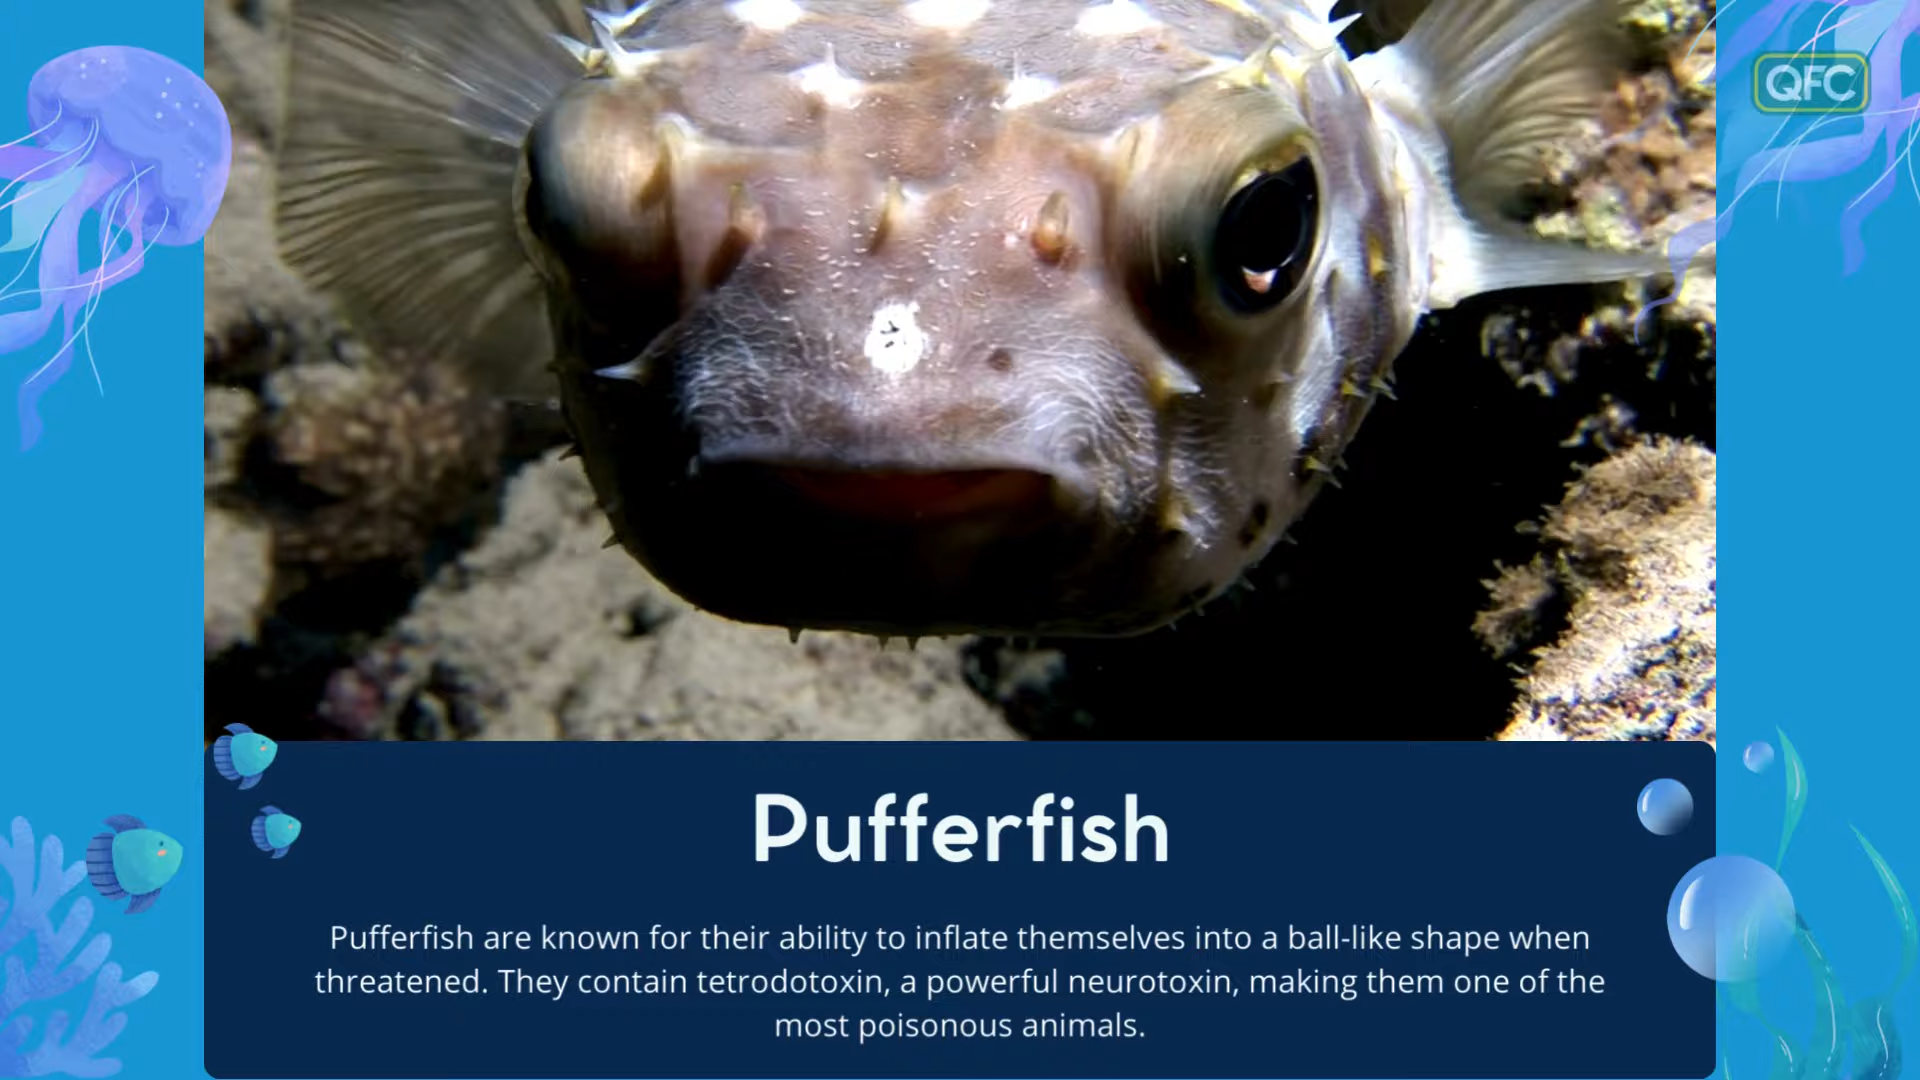 QFC
Pufferfish
Pufferfish are known for their ability to inflate themselves into a ball-like shape when
threatened. They contain tetrodotoxin, a powerful neurotoxin, making them one of the
most poisonous animals.